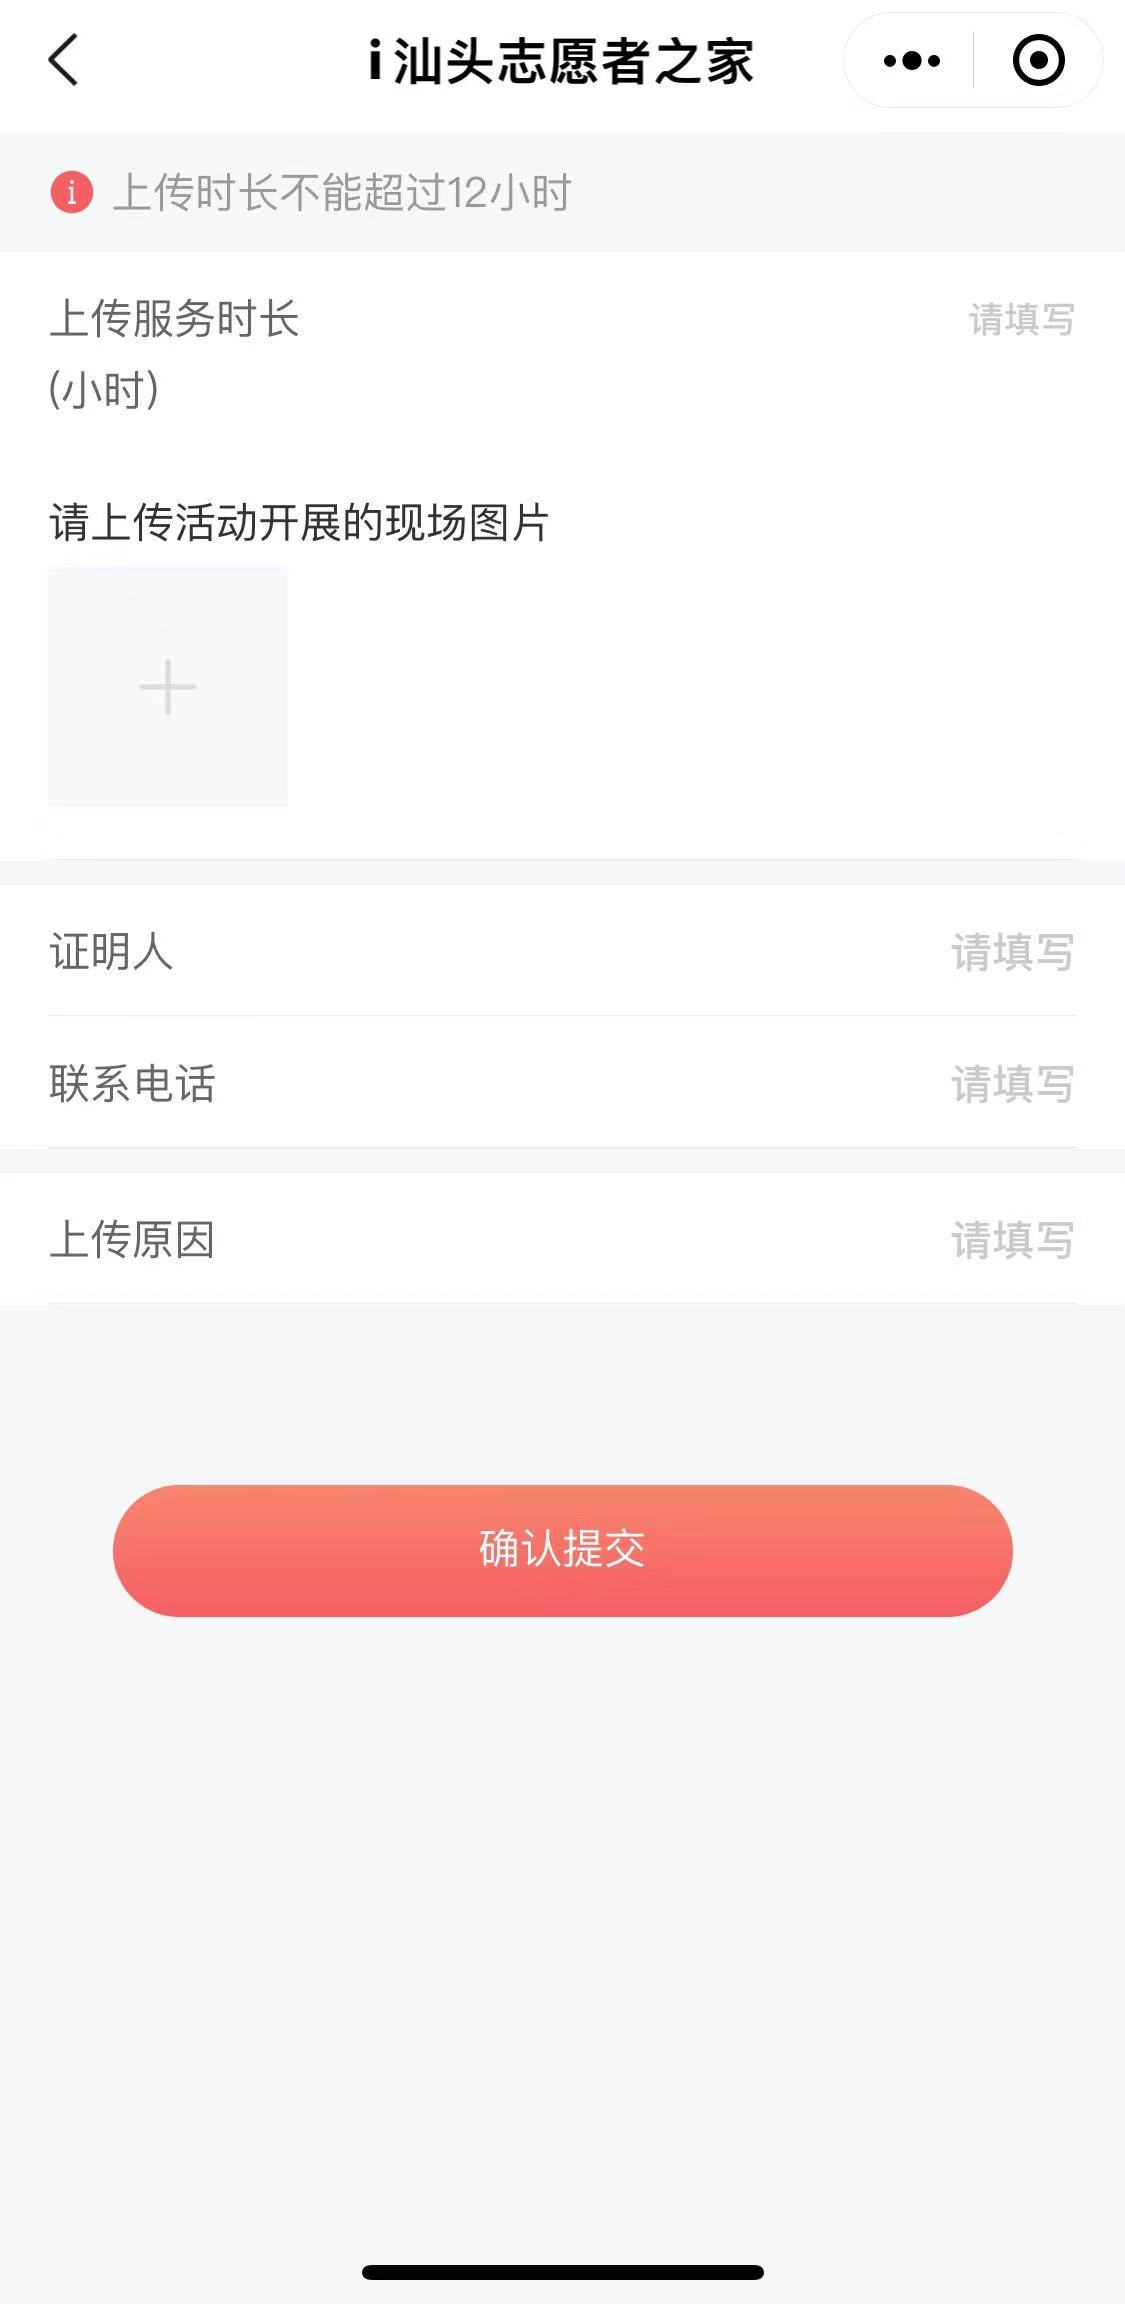 i 汕头志愿者之家
上传时长不能超过12小时
上传服务时长
(小时)
请填写
请上传活动开展的现场图片
证明人
请填写
联系电话
请填写
上传原因
请填写
确认提交